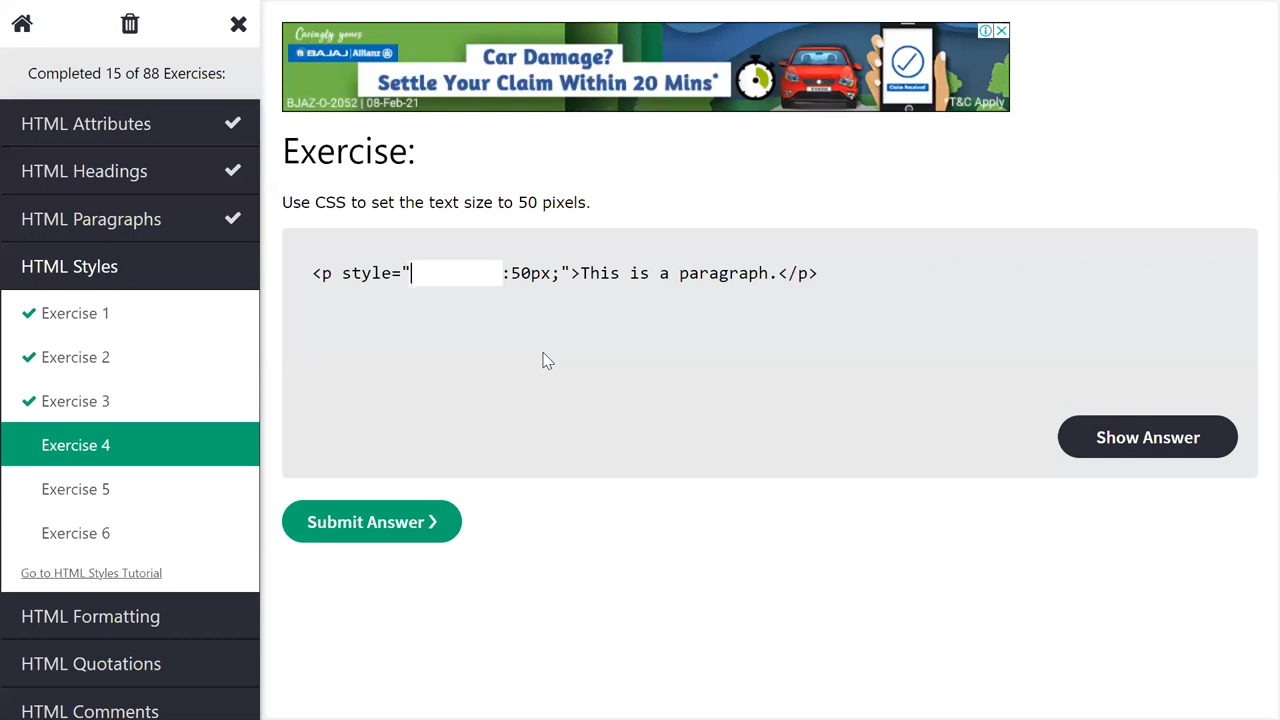 Completed 15 of 88 Exercises:
HTML Attributes
HTML Headings
HTML Paragraphs
HTML Styles
Exercise 1
Exercise 2
Exercise 3
Exercise 4
Exercise 5
Exercise 6
Go to HTML Styles Tutorial
HTML Formatting
HTML Quotations
HTML Comments
Caringly yours
BAJAJ Allianz
Car Damage?
Settle Your Claim Within 20 Mins*
BJAZ-O-2052 | 08-Feb-21
Claim Received
*T&C Apply
Exercise:
Use CSS to set the text size to 50 pixels.
<p style=" :50px;">This is a paragraph.</p>
Show Answer
Submit Answer ❯